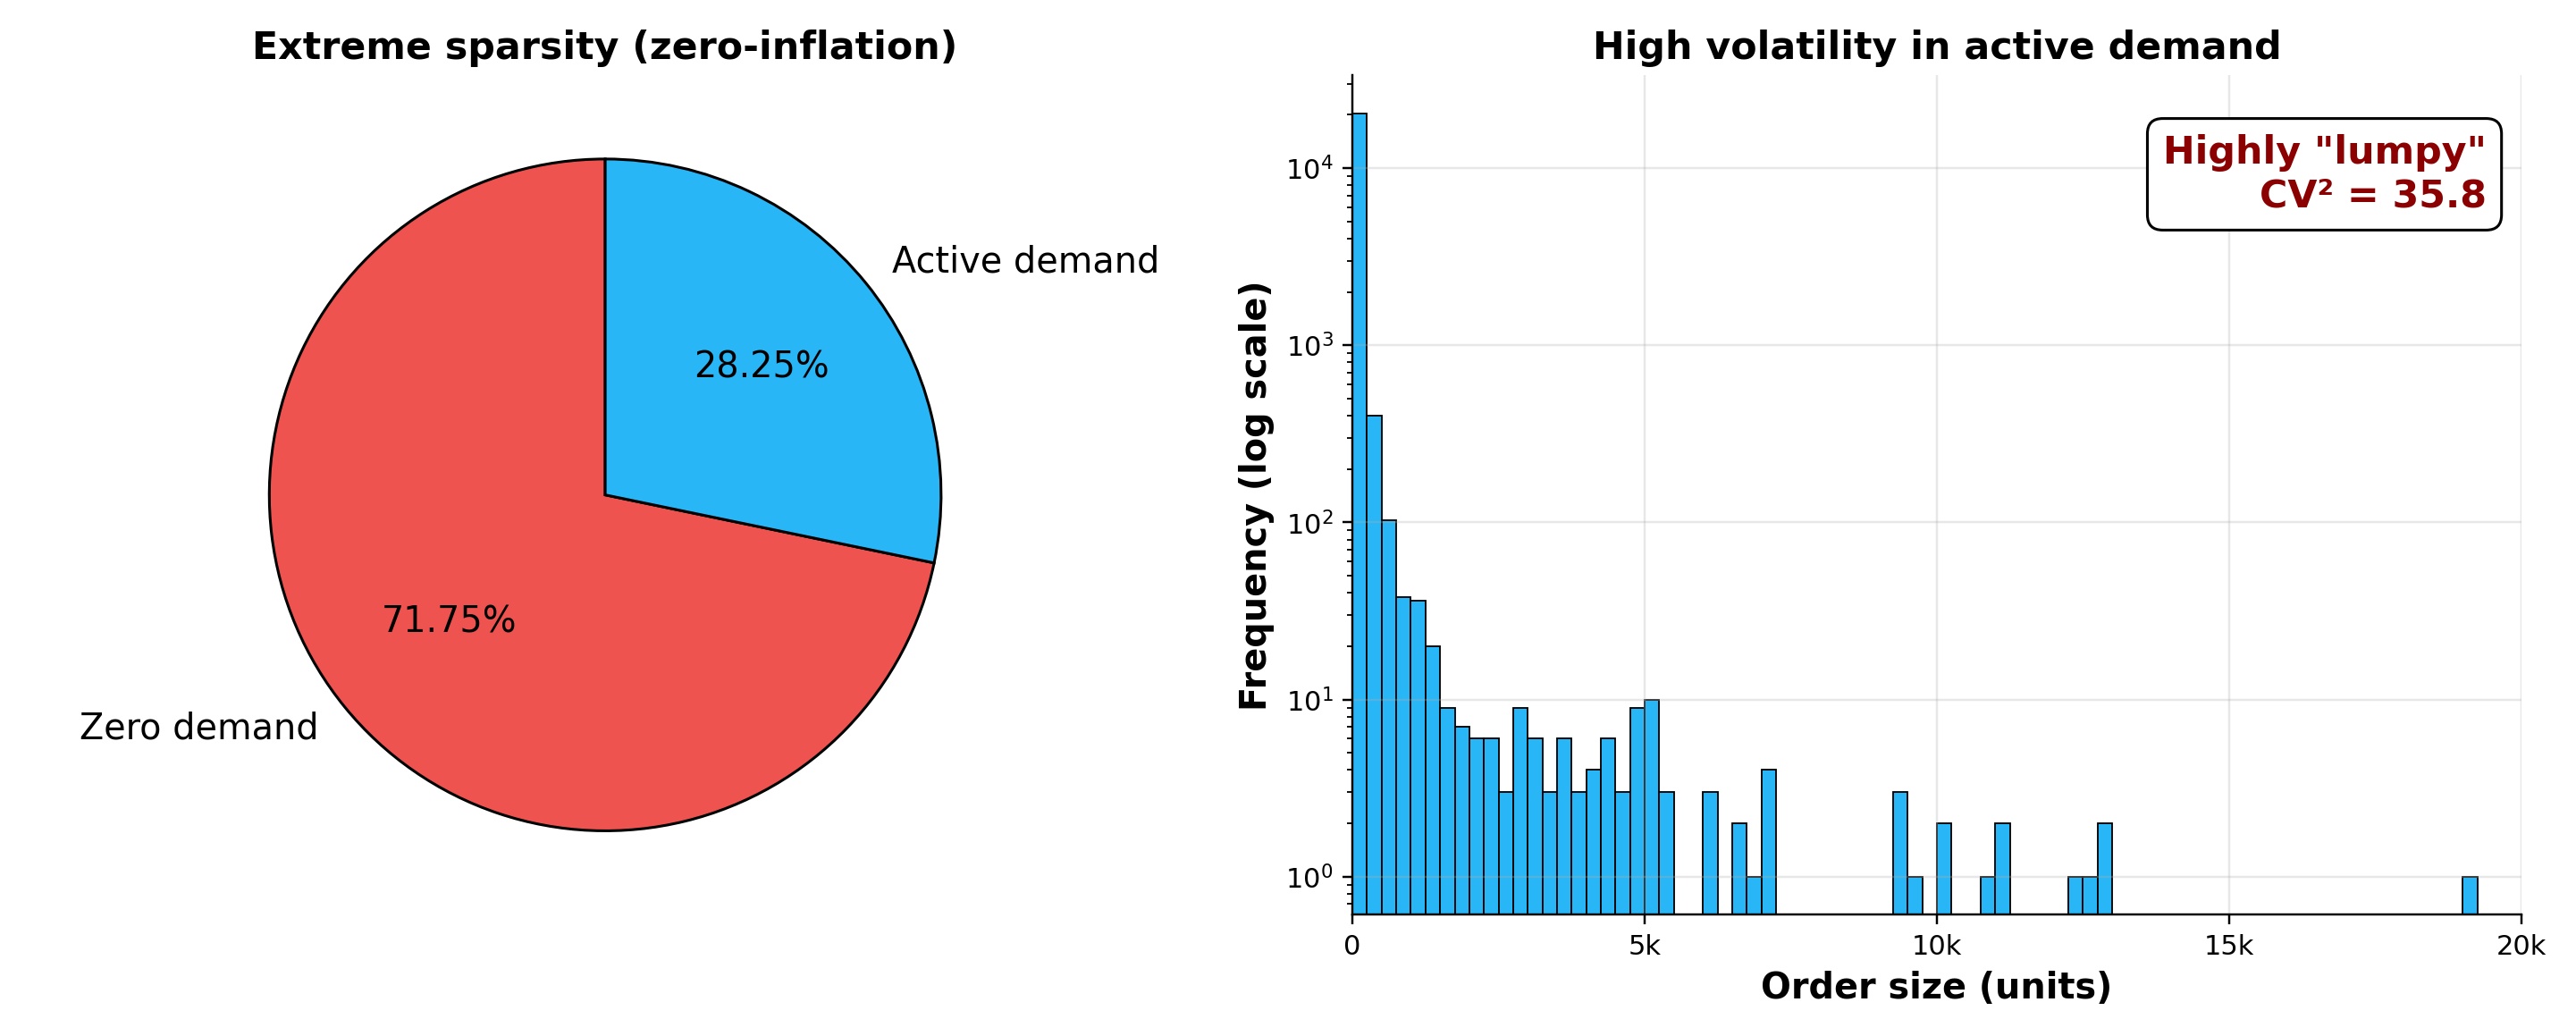 Extreme sparsity (zero-inflation)
Active demand
28.25%
71.75%
Zero demand
High volatility in active demand
Highly "lumpy"
CV² = 35.8
Frequency (log scale)
10⁴
10³
10²
10¹
10⁰
0
5k
10k
15k
20k
Order size (units)